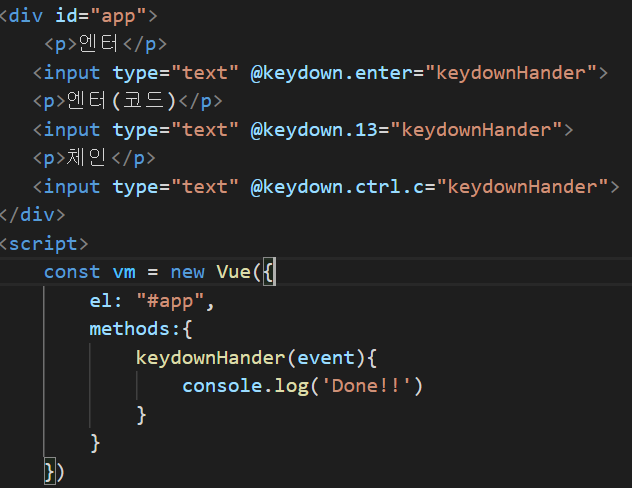 <div id="app">
<p>엔터</p>
<input type="text" @keydown.enter="keydownHander">
<p>엔터(코드)</p>
<input type="text" @keydown.13="keydownHander">
<p>체인</p>
<input type="text" @keydown.ctrl.c="keydownHander">
</div>
<script>
const vm = new Vue({
el: "#app",
methods:{
keydownHander(event){
console.log('Done!!')
}
}
})